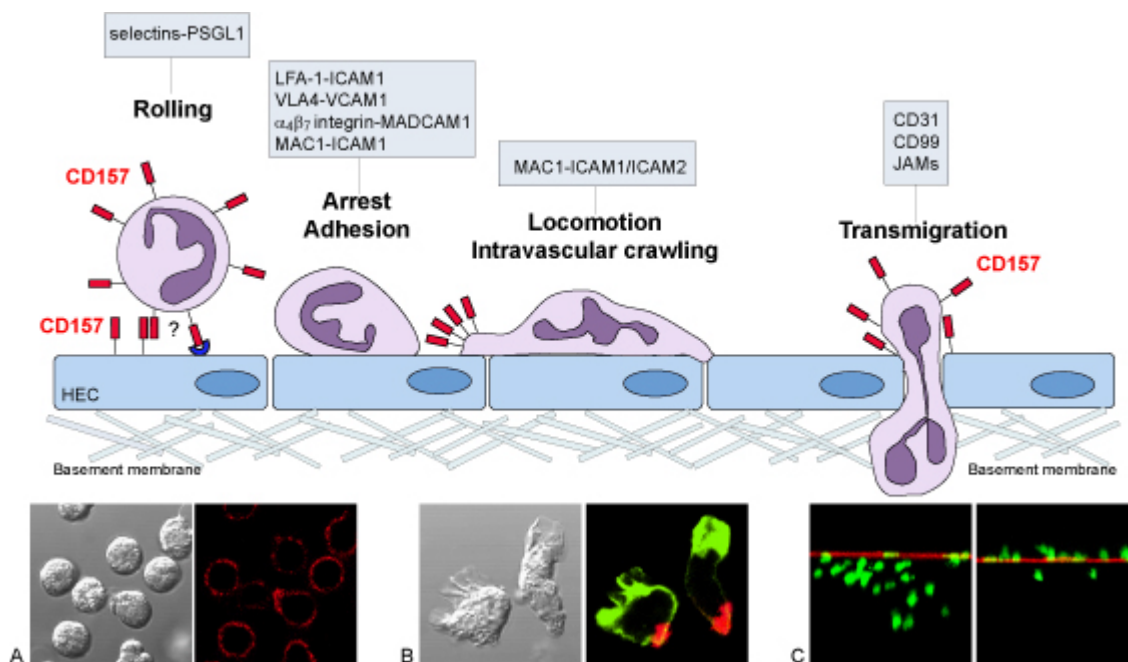 selectins-PSGL1
Rolling
LFA-1-ICAM1
VLA4-VCAM1
α₄β₇ integrin-MADCAM1
MAC1-ICAM1
Arrest
Adhesion
MAC1-ICAM1/ICAM2
Locomotion
Intravascular crawling
CD31
CD99
JAMs
Transmigration
CD157
CD157
CD157
?
HEC
Basement membrane
Basement membrane
A
B
C